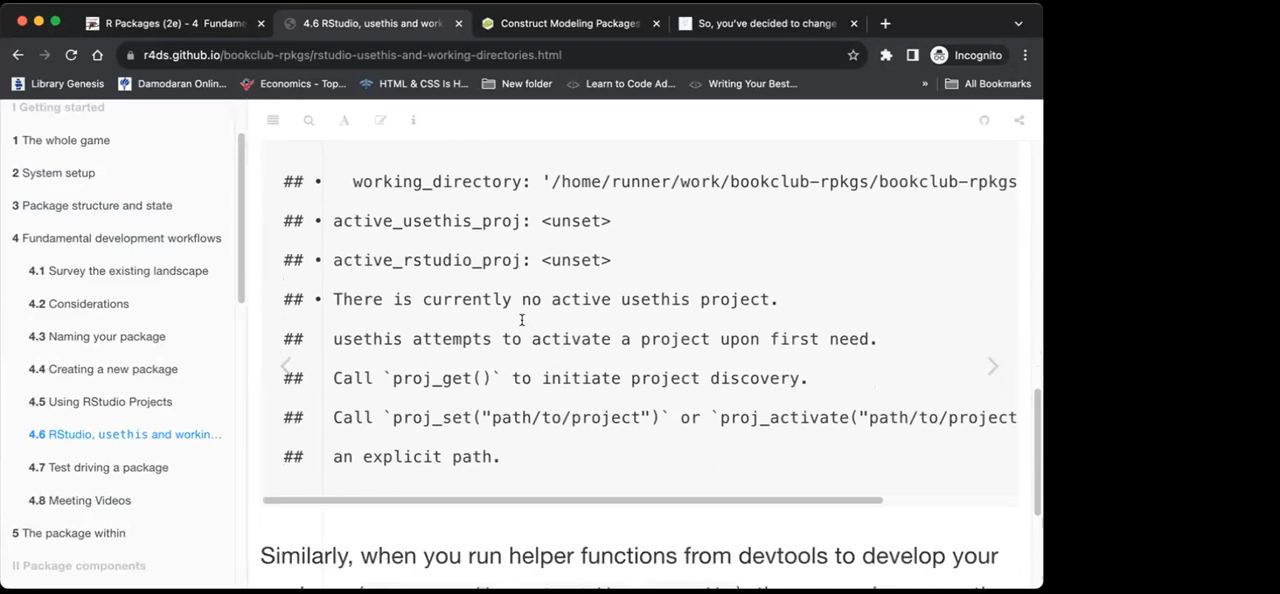 R Packages (2e) - 4 Fundame
4.6 RStudio, usethis and work
Construct Modeling Packages
So, you've decided to change
r4ds.github.io/bookclub-rpkgs/rstudio-usethis-and-working-directories.html
Incognito
Library Genesis
Damodaran Onlin...
Economics - Top...
HTML & CSS Is H...
New folder
Learn to Code Ad...
Writing Your Best...
»
All Bookmarks
I Getting started
1 The whole game
2 System setup
3 Package structure and state
4 Fundamental development workflows
4.1 Survey the existing landscape
4.2 Considerations
4.3 Naming your package
4.4 Creating a new package
4.5 Using RStudio Projects
4.6 RStudio, usethis and workin...
4.7 Test driving a package
4.8 Meeting Videos
5 The package within
II Package components
## • working_directory: '/home/runner/work/bookclub-rpkgs/bookclub-rpkgs
## • active_usethis_proj: <unset>
## • active_rstudio_proj: <unset>
## • There is currently no active usethis project.
## usethis attempts to activate a project upon first need.
## Call `proj_get()` to initiate project discovery.
## Call `proj_set("path/to/project")` or `proj_activate("path/to/project
## an explicit path.
Similarly, when you run helper functions from devtools to develop your